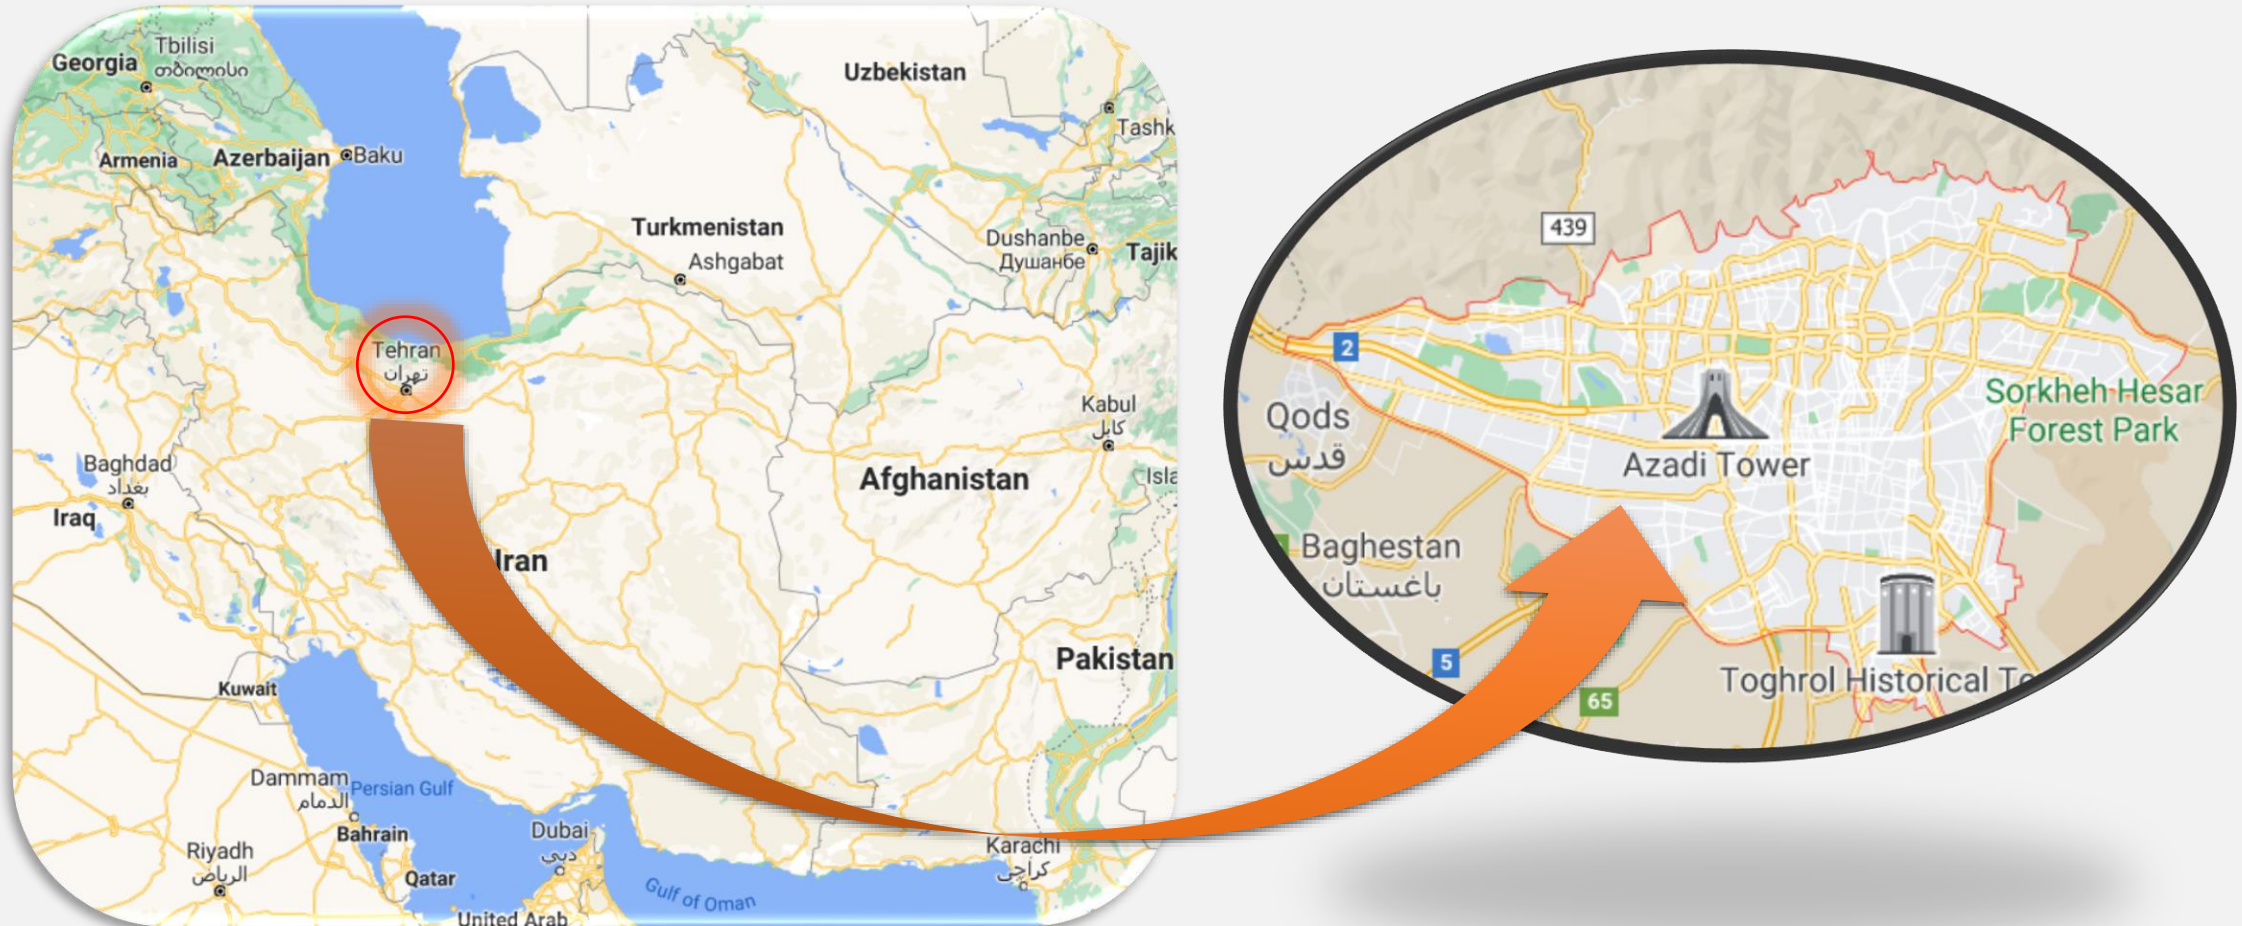 Tbilisi
Georgia
თბილისი
Uzbekistan
Tashk
Armenia
Azerbaijan
Baku
Turkmenistan
Ashgabat
Dushanbe
Душанбе
Tajik
Tehran
تهران
Kabul
کابل
Baghdad
بغداد
Iraq
Afghanistan
Isla
Iran
Kuwait
Pakistan
Dammam
الدمام
Persian Gulf
Bahrain
Dubai
دبي
Riyadh
الرياض
Qatar
Karachi
کراچی
Gulf of Oman
United Arab
439
2
Qods
قدس
Azadi Tower
Sorkheh Hesar
Forest Park
Baghestan
باغستان
5
65
Toghrol Historical To